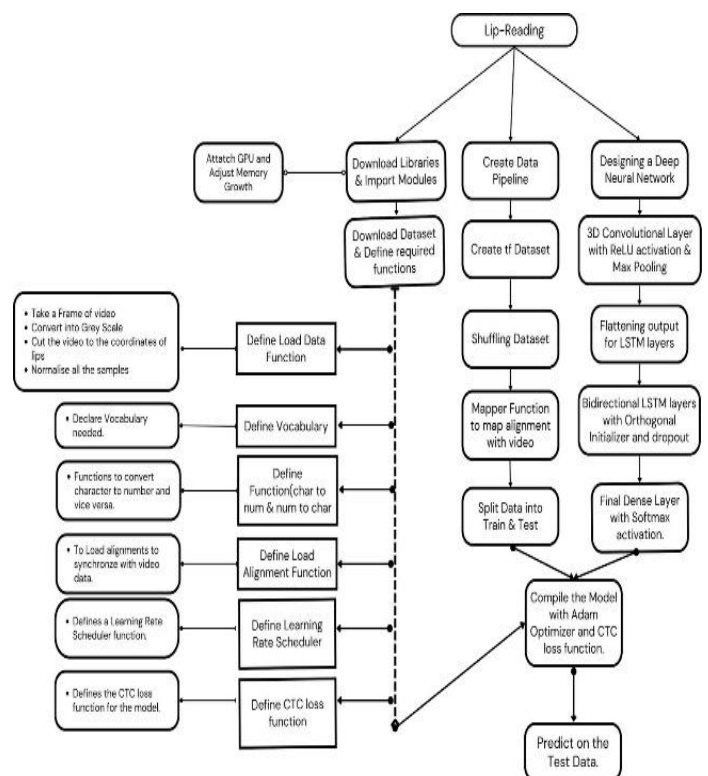 Lip-Reading
Attatch GPU and
Adjust Memory
Growth
Download Libraries
& Import Modules
Create Data
Pipeline
Designing a Deep
Neural Network
Download Dataset
& Define required
functions
Create tf Dataset
3D Convolutional Layer
with ReLU activation &
Max Pooling
• Take a Frame of video
• Convert into Grey Scale
• Cut the video to the coordinates of
lips
• Normalise all the samples
Define Load Data
Function
Shuffling Dataset
Flattening output
for LSTM layers
• Declare Vocabulary
needed.
Define Vocabulary
Mapper Function
to map alignment
with video
Bidirectional LSTM layers
with Orthogonal
Initializer and dropout
• Functions to convert
character to number and
vice versa.
Define
Function(char to
num & num to char
Split Data into
Train & Test
Final Dense Layer
with Softmax
activation.
• To Load alignments to
synchronize with video
data.
Define Load
Alignment Function
• Defines a Learning Rate
Scheduler function.
Define Learning
Rate Scheduler
Compile the Model
with Adam
Optimizer and CTC
loss function.
• Defines the CTC loss
function for the model.
Define CTC loss
function
Predict on the
Test Data.